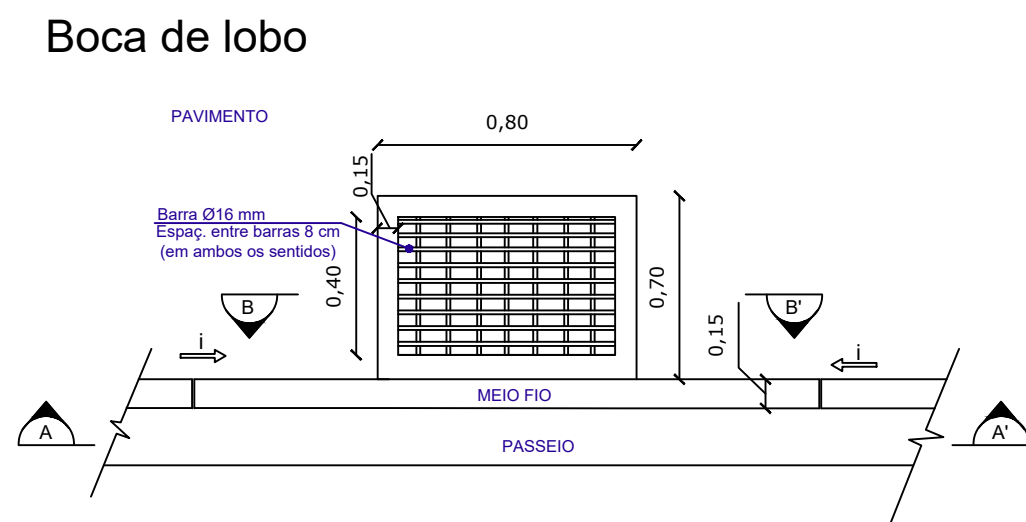 Boca de lobo
PAVIMENTO
0,80
0,15
Barra Ø16 mm
Espaç. entre barras 8 cm
(em ambos os sentidos)
0,40
0,70
B
B'
0,15
i
i
MEIO FIO
A
A'
PASSEIO